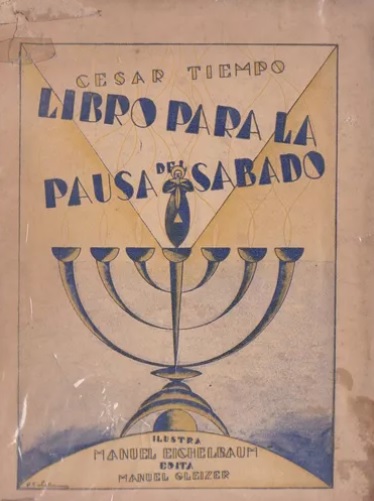 CESAR TIEMPO
LIBRO PARA LA
PAUSA DEL SABADO
ILUSTRA
MANUEL EICHELBAUM
EDITA
MANUEL GLEIZER